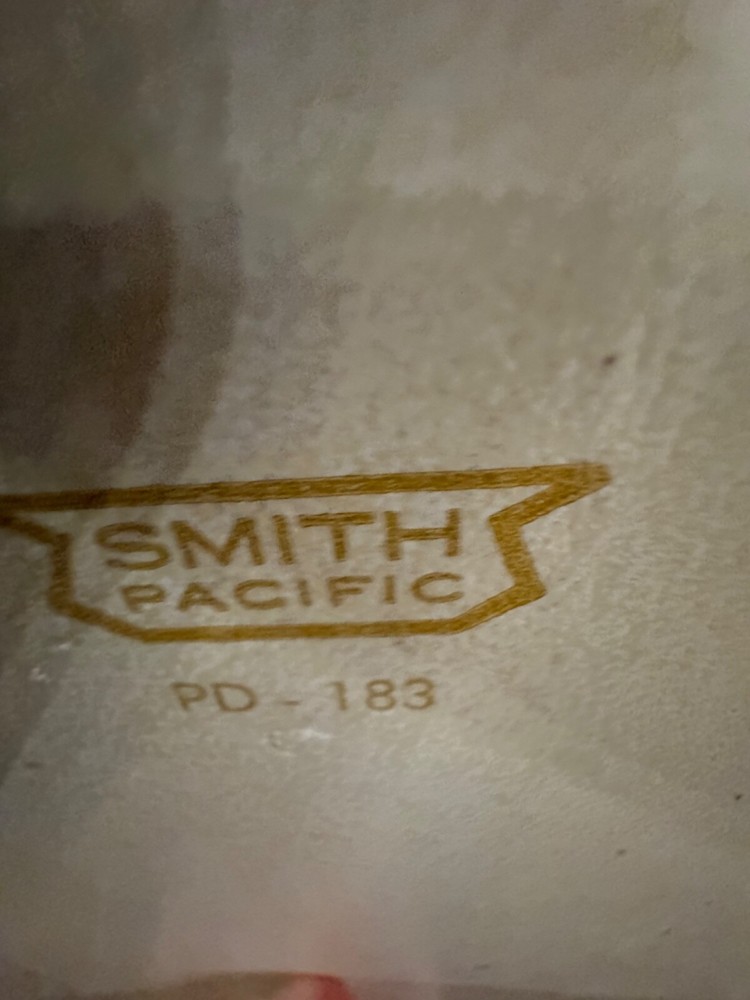 SMITH
PACIFIC
PD - 183